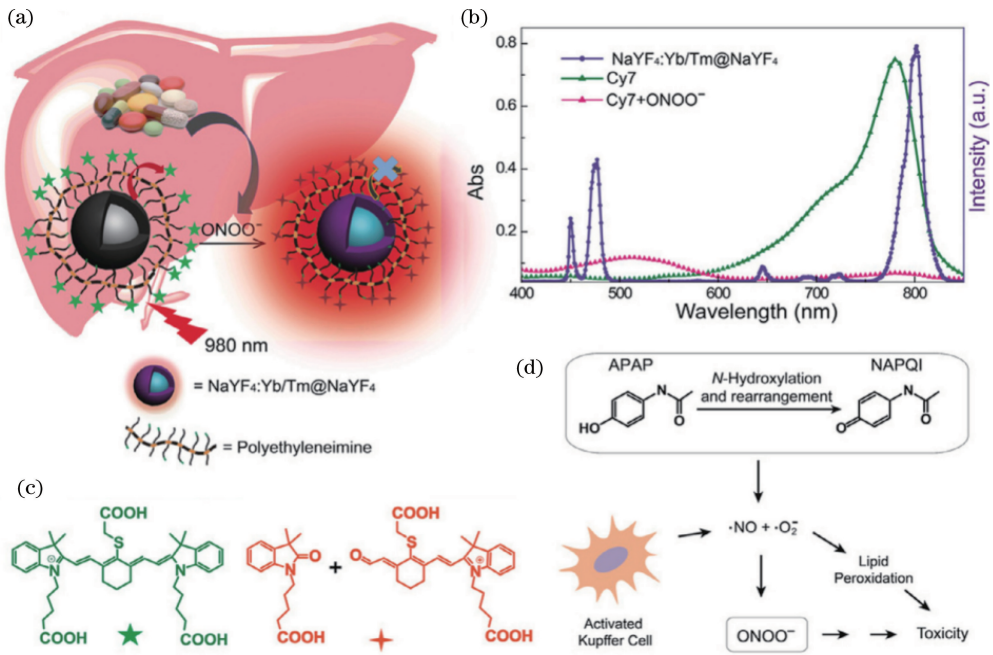 (a)
ONOO⁻
980 nm
= NaYF₄:Yb/Tm@NaYF₄
= Polyethyleneimine
(b)
NaYF₄:Yb/Tm@NaYF₄
Cy7
Cy7+ONOO⁻
Abs
0.8
0.6
0.4
0.2
0
Intensity (a.u.)
400 500 600 700 800
Wavelength (nm)
(c)
COOH
S
N
N
COOH
COOH
+
COOH
O
N
COOH
O
S
N
COOH
(d)
APAP
NAPQI
N-Hydroxylation
and rearrangement
HO
H
N
O
O
H
N
O
·NO + ·O₂⁻
Lipid
Peroxidation
Activated
Kupffer Cell
ONOO⁻
Toxicity